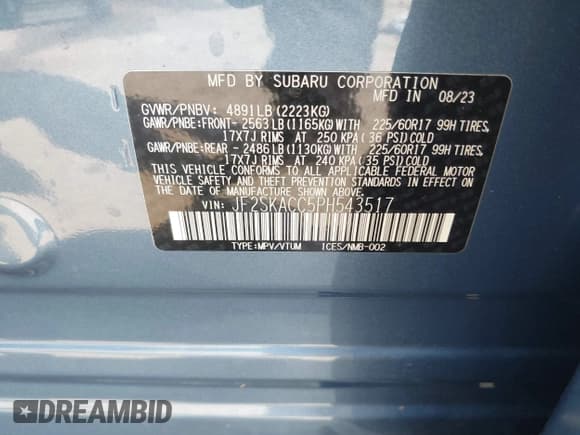 MFD BY SUBARU CORPORATION
MFD IN 08/23
GVWR/PNBV: 4891LB (2223KG)
GAWR/PNBE:FRONT- 2563LB (1165KG)WITH 225/60R17 99H TIRES,
17X7J RIMS AT 250 KPA (36 PSI)COLD
GAWR/PNBE:REAR - 2486LB (1130KG)WITH 225/60R17 99H TIRES,
17X7J RIMS AT 240 KPA (35 PSI)COLD
THIS VEHICLE CONFORMS TO ALL APPLICABLE FEDERAL MOTOR
VEHICLE SAFETY AND BUMPER STANDARDS IN EFFECT ON THE DATE
OF MANUFACTURE SHOWN ABOVE.
VIN: JF2SKACC5PH543517
TYPE:MPV/VTUM ICES/NMB-002
DREAMBID